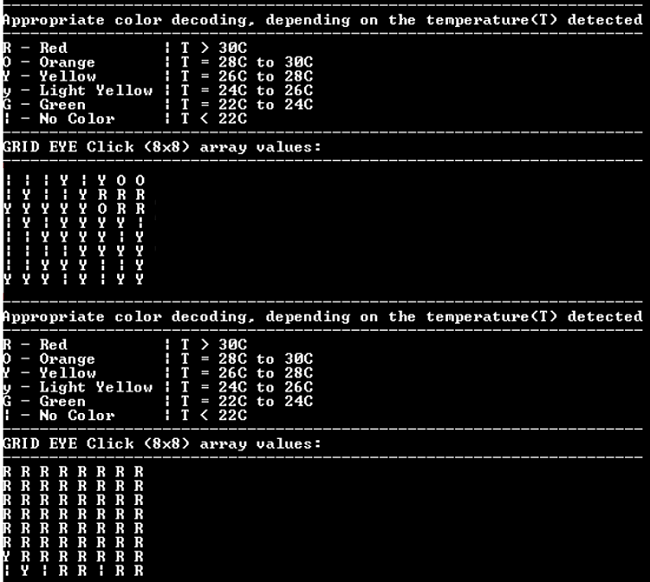 Appropriate color decoding, depending on the temperature(T) detected
R - Red ¦ T > 30C
O - Orange ¦ T = 28C to 30C
Y - Yellow ¦ T = 26C to 28C
y - Light Yellow ¦ T = 24C to 26C
G - Green ¦ T = 22C to 24C
¦ - No Color ¦ T < 22C
GRID EYE Click (8x8) array values:
¦ ¦ ¦ Y ¦ Y O O
¦ Y ¦ ¦ Y R R R
Y Y Y Y Y O R R
¦ Y ¦ Y Y Y Y ¦
¦ ¦ Y Y Y Y ¦ Y
¦ ¦ ¦ ¦ Y Y Y Y
¦ ¦ Y Y Y ¦ ¦ Y
Y Y Y ¦ Y ¦ Y Y
Appropriate color decoding, depending on the temperature(T) detected
R - Red ¦ T > 30C
O - Orange ¦ T = 28C to 30C
Y - Yellow ¦ T = 26C to 28C
y - Light Yellow ¦ T = 24C to 26C
G - Green ¦ T = 22C to 24C
¦ - No Color ¦ T < 22C
GRID EYE Click (8x8) array values:
R R R R R R R R
R R R R R R R R
R R R R R R R R
R R R R R R R R
R R R R R R R R
R R R R R R R R
Y R R R R R R R
¦ Y ¦ R R ¦ R R